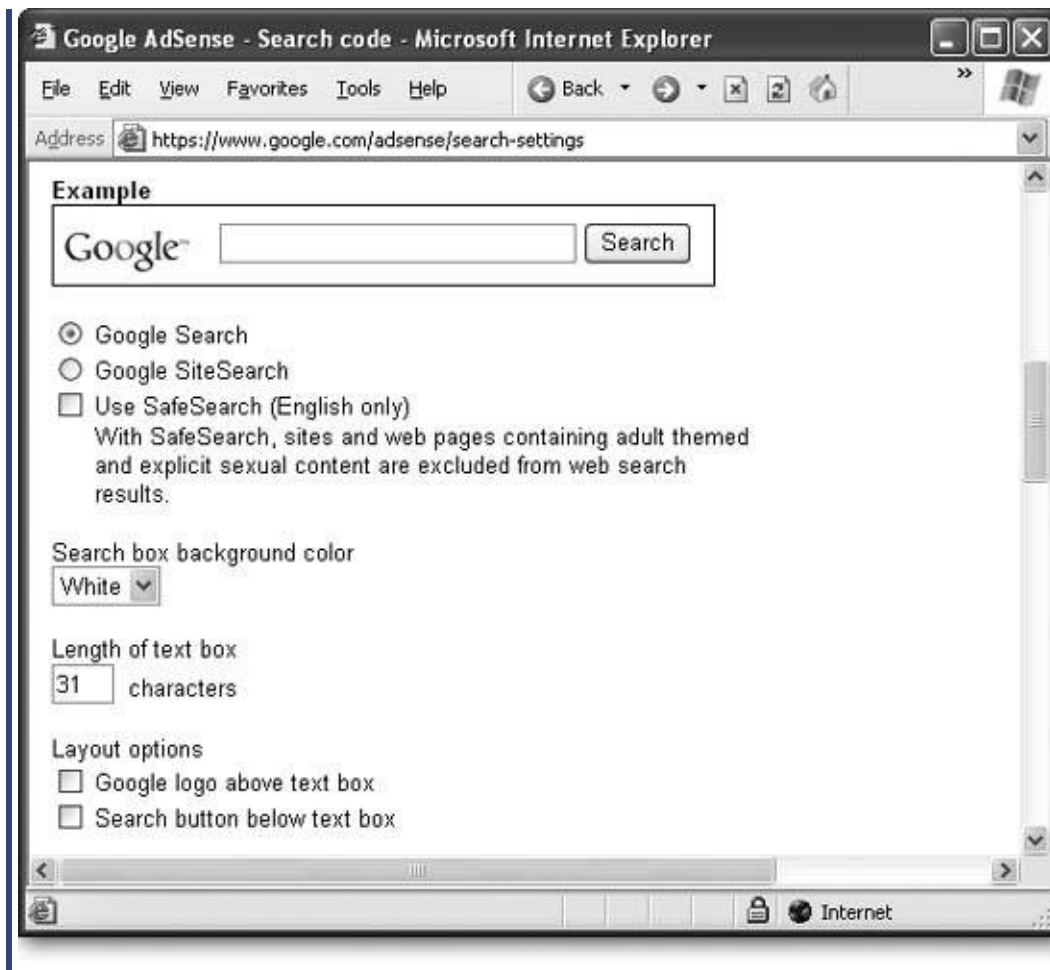 Google AdSense - Search code - Microsoft Internet Explorer
File Edit View Favorites Tools Help Back »
Address https://www.google.com/adsense/search-settings
Example
Google™ Search
Google Search
Google SiteSearch
Use SafeSearch (English only)
With SafeSearch, sites and web pages containing adult themed
and explicit sexual content are excluded from web search
results.
Search box background color
White
Length of text box
31 characters
Layout options
Google logo above text box
Search button below text box
Internet